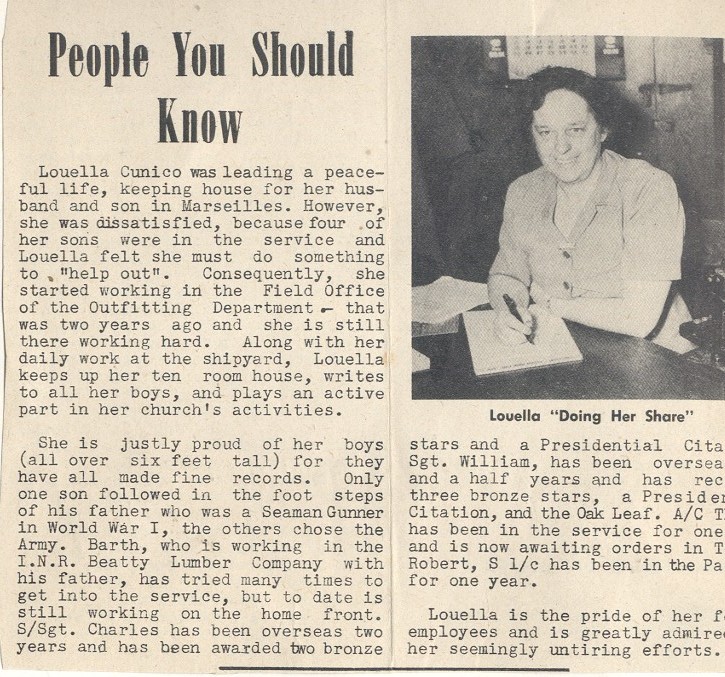 People You Should
Know
Louella Cunico was leading a peace-
ful life, keeping house for her hus-
band and son in Marseilles. However,
she was dissatisfied, because four of
her sons were in the service and
Louella felt she must do something
to "help out". Consequently, she
started working in the Field Office
of the Outfitting Department - that
was two years ago and she is still
there working hard. Along with her
daily work at the shipyard, Louella
keeps up her ten room house, writes
to all her boys, and plays an active
part in her church's activities.
She is justly proud of her boys
(all over six feet tall) for they
have all made fine records. Only
one son followed in the foot steps
of his father who was a Seaman Gunner
in World War I, the others chose the
Army. Barth, who is working in the
I.N.R. Beatty Lumber Company with
his father, has tried many times to
get into the service, but to date is
still working on the home front.
S/Sgt. Charles has been overseas two
years and has been awarded two bronze
Louella "Doing Her Share"
stars and a Presidential Cita
Sgt. William, has been oversea
and a half years and has rec
three bronze stars, a Presiden
Citation, and the Oak Leaf. A/C T
has been in the service for one
and is now awaiting orders in T
Robert, S 1/c has been in the Pa
for one year.
Louella is the pride of her f
employees and is greatly admire
her seemingly untiring efforts.